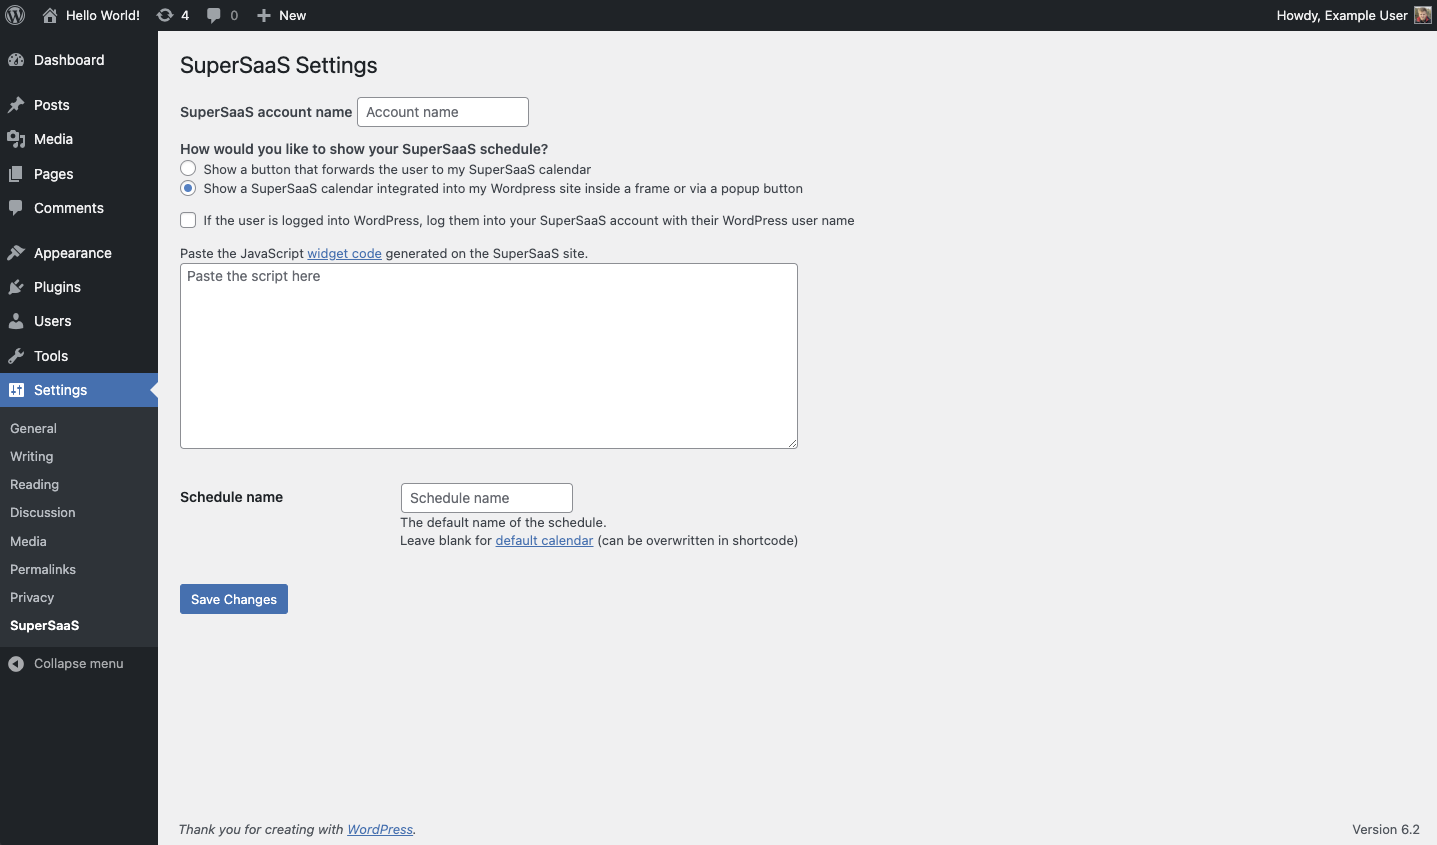 Hello World! 4 0 New Howdy, Example User
Dashboard
Posts
Media
Pages
Comments
Appearance
Plugins
Users
Tools
Settings
General
Writing
Reading
Discussion
Media
Permalinks
Privacy
SuperSaaS
Collapse menu
SuperSaaS Settings
SuperSaaS account name Account name
How would you like to show your SuperSaaS schedule?
Show a button that forwards the user to my SuperSaaS calendar
Show a SuperSaaS calendar integrated into my Wordpress site inside a frame or via a popup button
If the user is logged into WordPress, log them into your SuperSaaS account with their WordPress user name
Paste the JavaScript widget code generated on the SuperSaaS site.
Paste the script here
Schedule name Schedule name
The default name of the schedule.
Leave blank for default calendar (can be overwritten in shortcode)
Save Changes
Thank you for creating with WordPress. Version 6.2